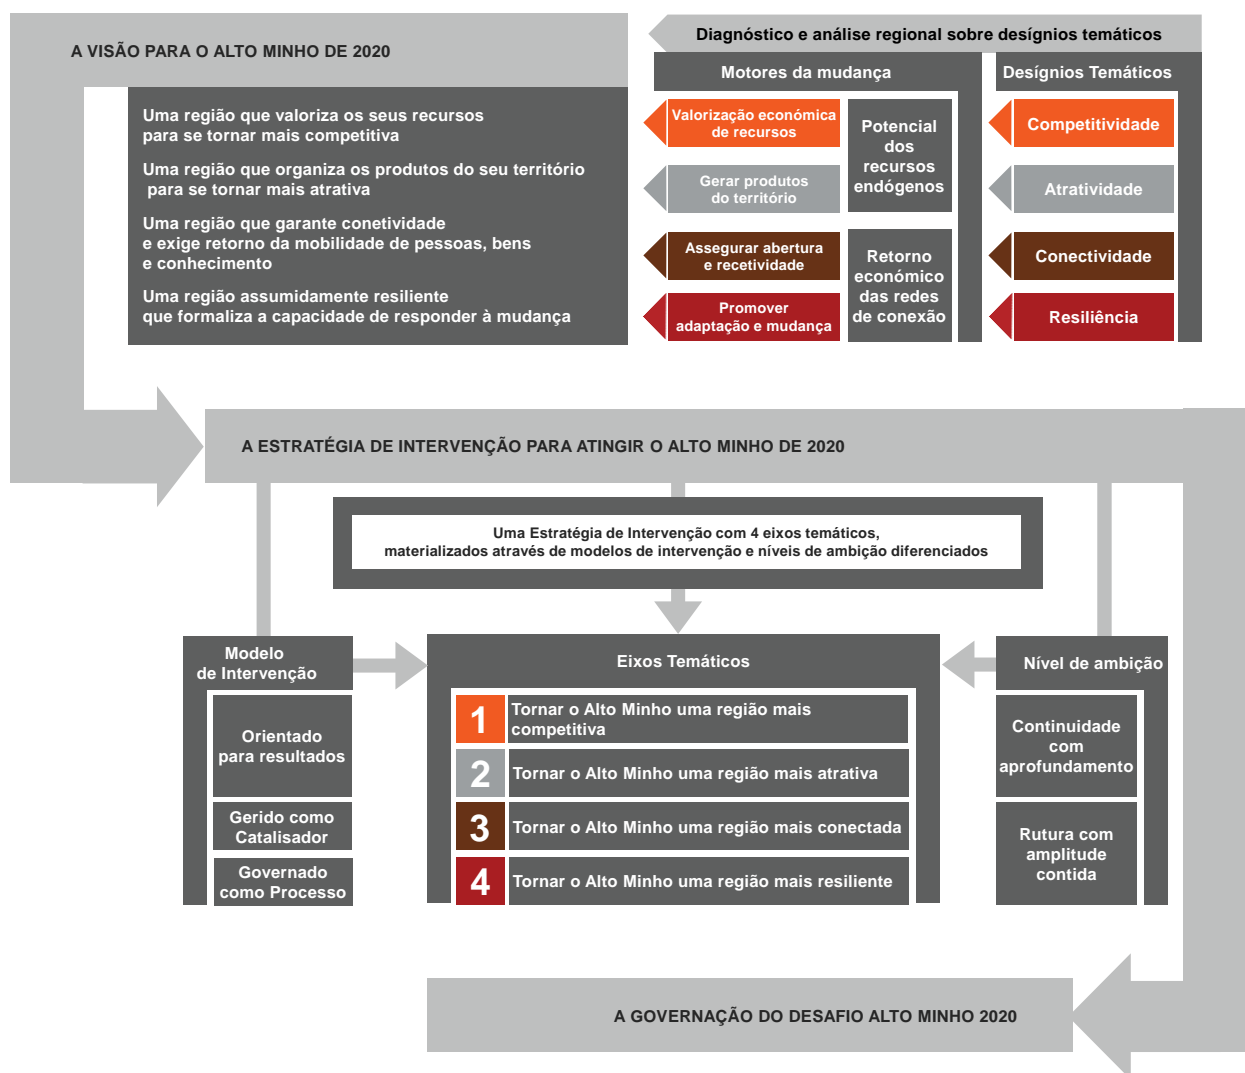 A VISÃO PARA O ALTO MINHO DE 2020
Uma região que valoriza os seus recursos
para se tornar mais competitiva
Uma região que organiza os produtos do seu território
para se tornar mais atrativa
Uma região que garante conetividade
e exige retorno da mobilidade de pessoas, bens
e conhecimento
Uma região assumidamente resiliente
que formaliza a capacidade de responder à mudança
Diagnóstico e análise regional sobre desígnios temáticos
Motores da mudança
Valorização económica
de recursos
Gerar produtos
do território
Assegurar abertura
e recetividade
Promover
adaptação e mudança
Potencial
dos
recursos
endógenos
Retorno
económico
das redes
de conexão
Desígnios Temáticos
Competitividade
Atratividade
Conectividade
Resiliência
A ESTRATÉGIA DE INTERVENÇÃO PARA ATINGIR O ALTO MINHO DE 2020
Uma Estratégia de Intervenção com 4 eixos temáticos,
materializados através de modelos de intervenção e níveis de ambição diferenciados
Modelo
de Intervenção
Orientado
para resultados
Gerido como
Catalisador
Governado
como Processo
Eixos Temáticos
1
Tornar o Alto Minho uma região mais
competitiva
2
Tornar o Alto Minho uma região mais atrativa
3
Tornar o Alto Minho uma região mais conectada
4
Tornar o Alto Minho uma região mais resiliente
Nível de ambição
Continuidade
com
aprofundamento
Rutura com
amplitude
contida
A GOVERNAÇÃO DO DESAFIO ALTO MINHO 2020